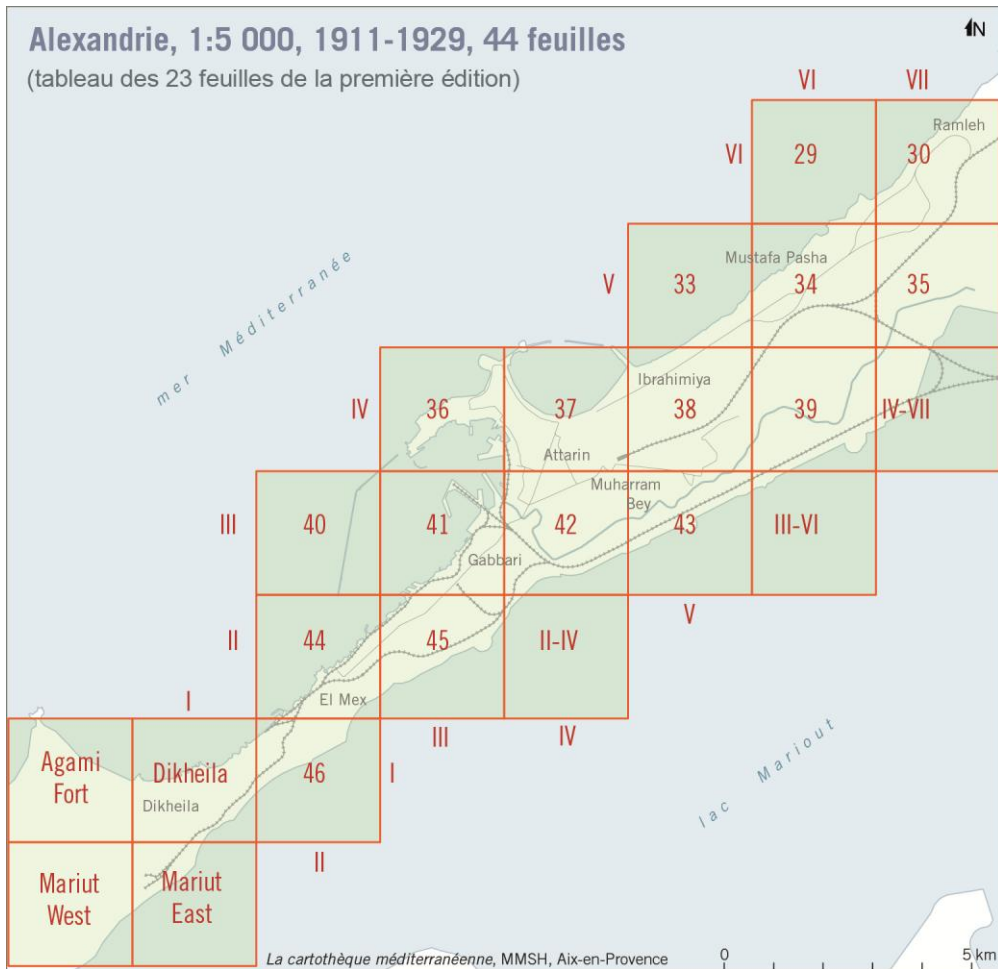 Alexandrie, 1:5 000, 1911-1929, 44 feuilles
(tableau des 23 feuilles de la première édition)
N
VI VII
Ramleh
VI 29 30
mer Méditerranée
Mustafa Pasha
V 33 34 35
Ibrahimiya
IV 36 37 38 39 IV-VII
Attarin
Muharram
Bey
III 40 41 42 43 III-VI
Gabbari
V
II 44 45 II-IV
El Mex
I
III IV
Agami
Fort
Dikheila
46 I
Dikheila
lac Mariout
II
Mariut
West
Mariut
East
La cartothèque méditerranéenne, MMSH, Aix-en-Provence
0 5 km